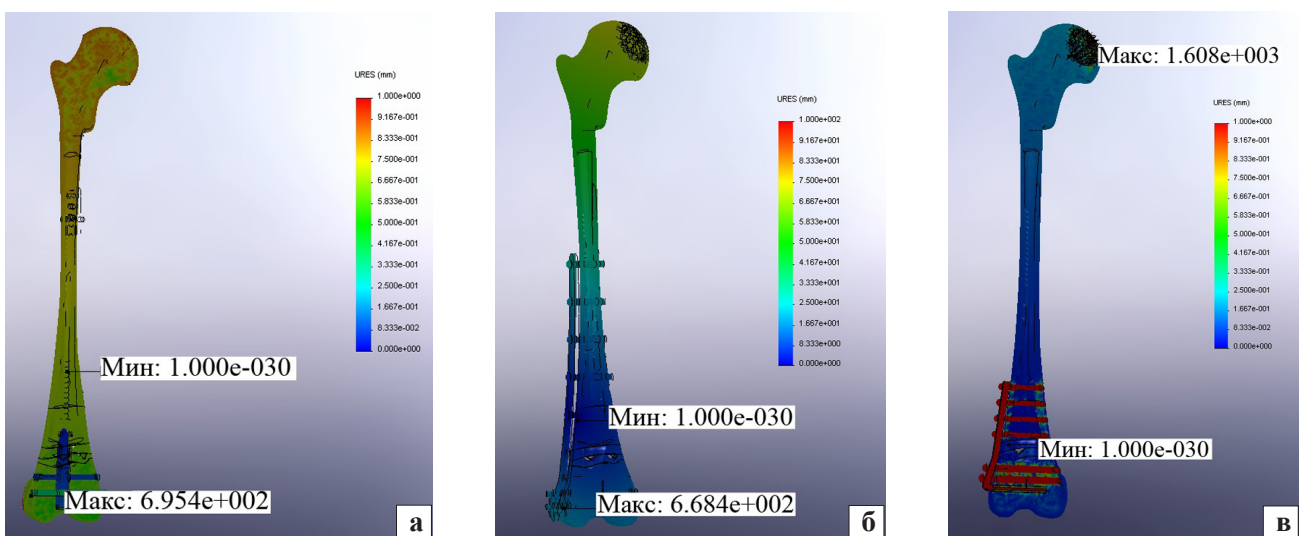 URES (mm)
1.000e+000
9.167e-001
8.333e-001
7.500e-001
6.667e-001
5.833e-001
5.000e-001
4.167e-001
3.333e-001
2.500e-001
1.667e-001
8.333e-002
0.000e+000
Мин: 1.000e-030
Макс: 6.954e+002
а
URES (mm)
1.000e+002
9.167e+001
8.333e+001
7.500e+001
6.667e+001
5.833e+001
5.000e+001
4.167e+001
3.333e+001
2.500e+001
1.667e+001
8.333e+000
0.000e+000
Мин: 1.000e-030
Макс: 6.684e+002
б
Макс: 1.608e+003
URES (mm)
1.000e+000
9.167e-001
8.333e-001
7.500e-001
6.667e-001
5.833e-001
5.000e-001
4.167e-001
3.333e-001
2.500e-001
1.667e-001
8.333e-002
0.000e+000
Мин: 1.000e-030
в